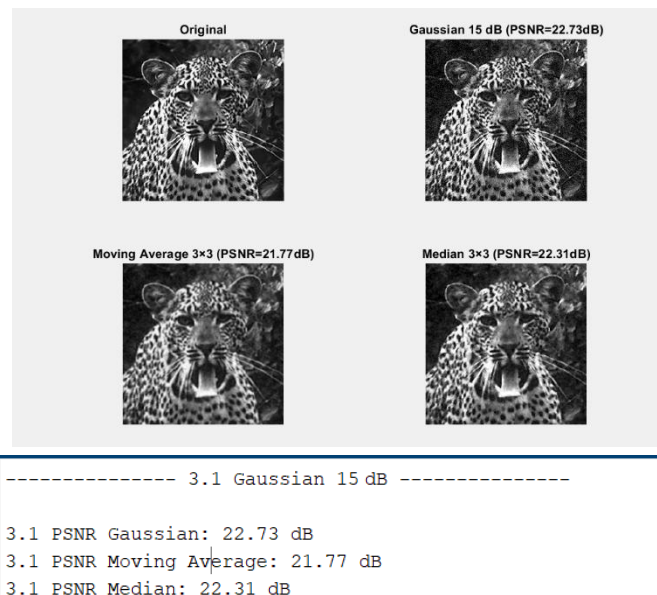 Original
Gaussian 15 dB (PSNR=22.73dB)
Moving Average 3×3 (PSNR=21.77dB)
Median 3×3 (PSNR=22.31dB)
--------------- 3.1 Gaussian 15 dB ---------------
3.1 PSNR Gaussian: 22.73 dB
3.1 PSNR Moving Average: 21.77 dB
3.1 PSNR Median: 22.31 dB